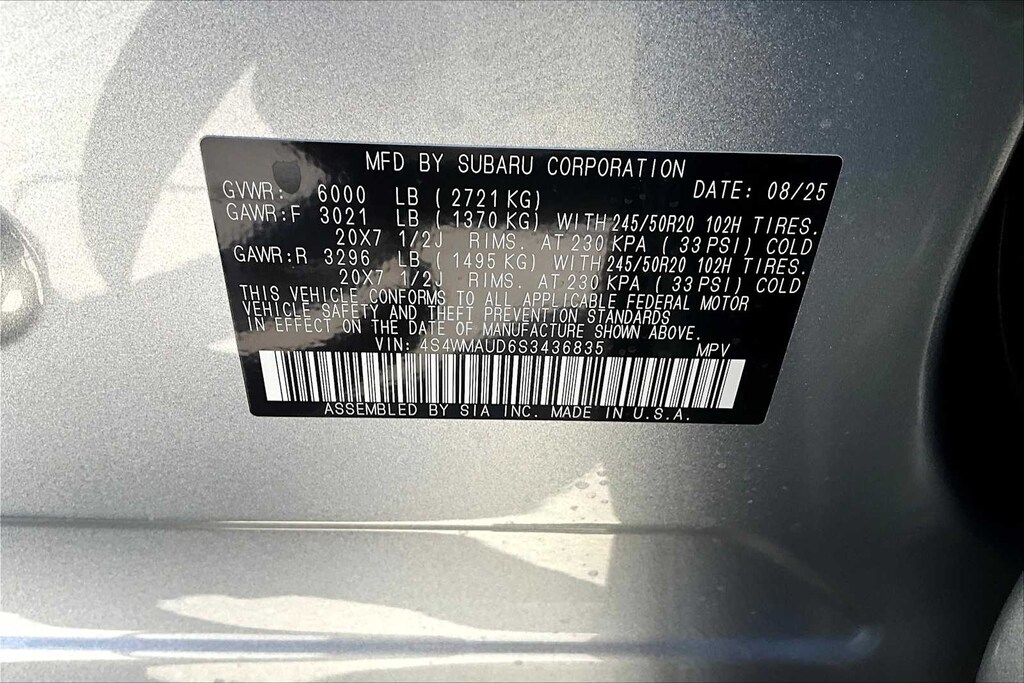 MFD BY SUBARU CORPORATION
GVWR: 6000 LB ( 2721 KG) DATE: 08/25
GAWR:F 3021 LB ( 1370 KG) WITH 245/50R20 102H TIRES.
20X7 1/2J RIMS. AT 230 KPA ( 33 PSI) COLD
GAWR:R 3296 LB ( 1495 KG) WITH 245/50R20 102H TIRES.
20X7 1/2J RIMS. AT 230 KPA ( 33 PSI) COLD
THIS VEHICLE CONFORMS TO ALL APPLICABLE FEDERAL MOTOR
VEHICLE SAFETY AND THEFT PREVENTION STANDARDS
IN EFFECT ON THE DATE OF MANUFACTURE SHOWN ABOVE.
VIN: 4S4WMAUD6S3436835 MPV
ASSEMBLED BY SIA INC. MADE IN U.S.A.